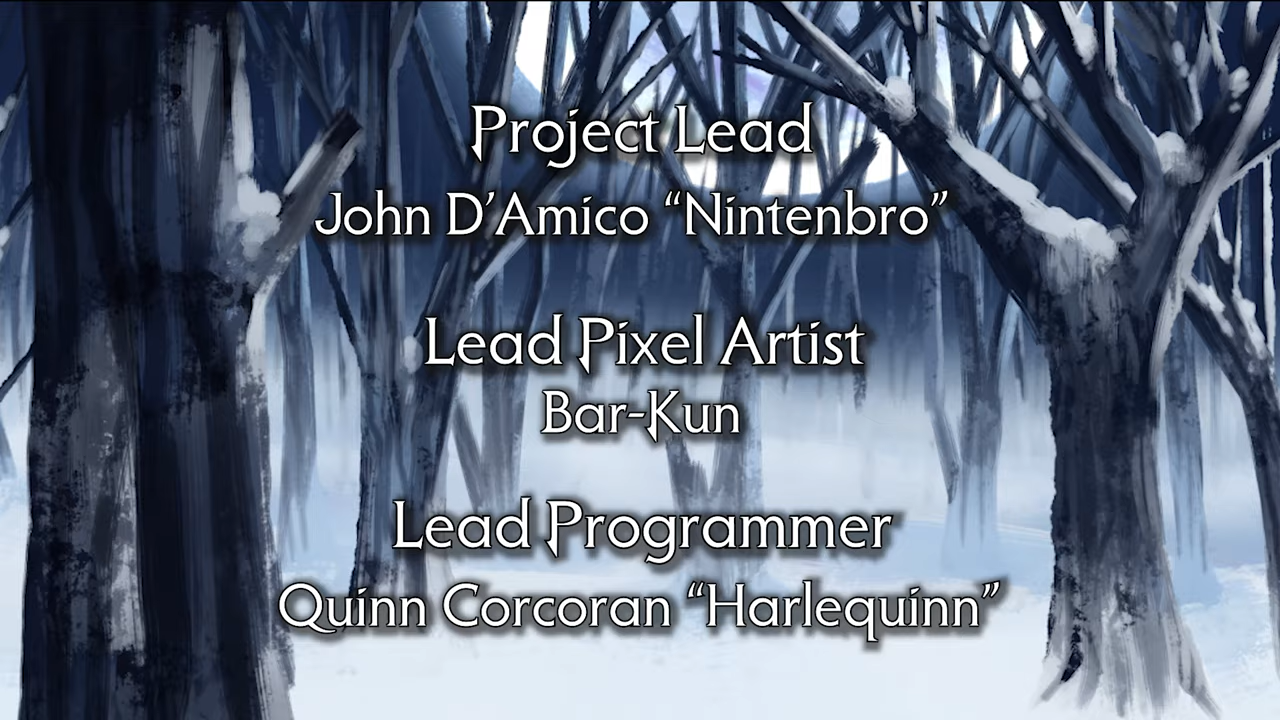 Project Lead
John D’Amico “Nintenbro”
Lead Pixel Artist
Bar-Kun
Lead Programmer
Quinn Corcoran “Harlequinn”